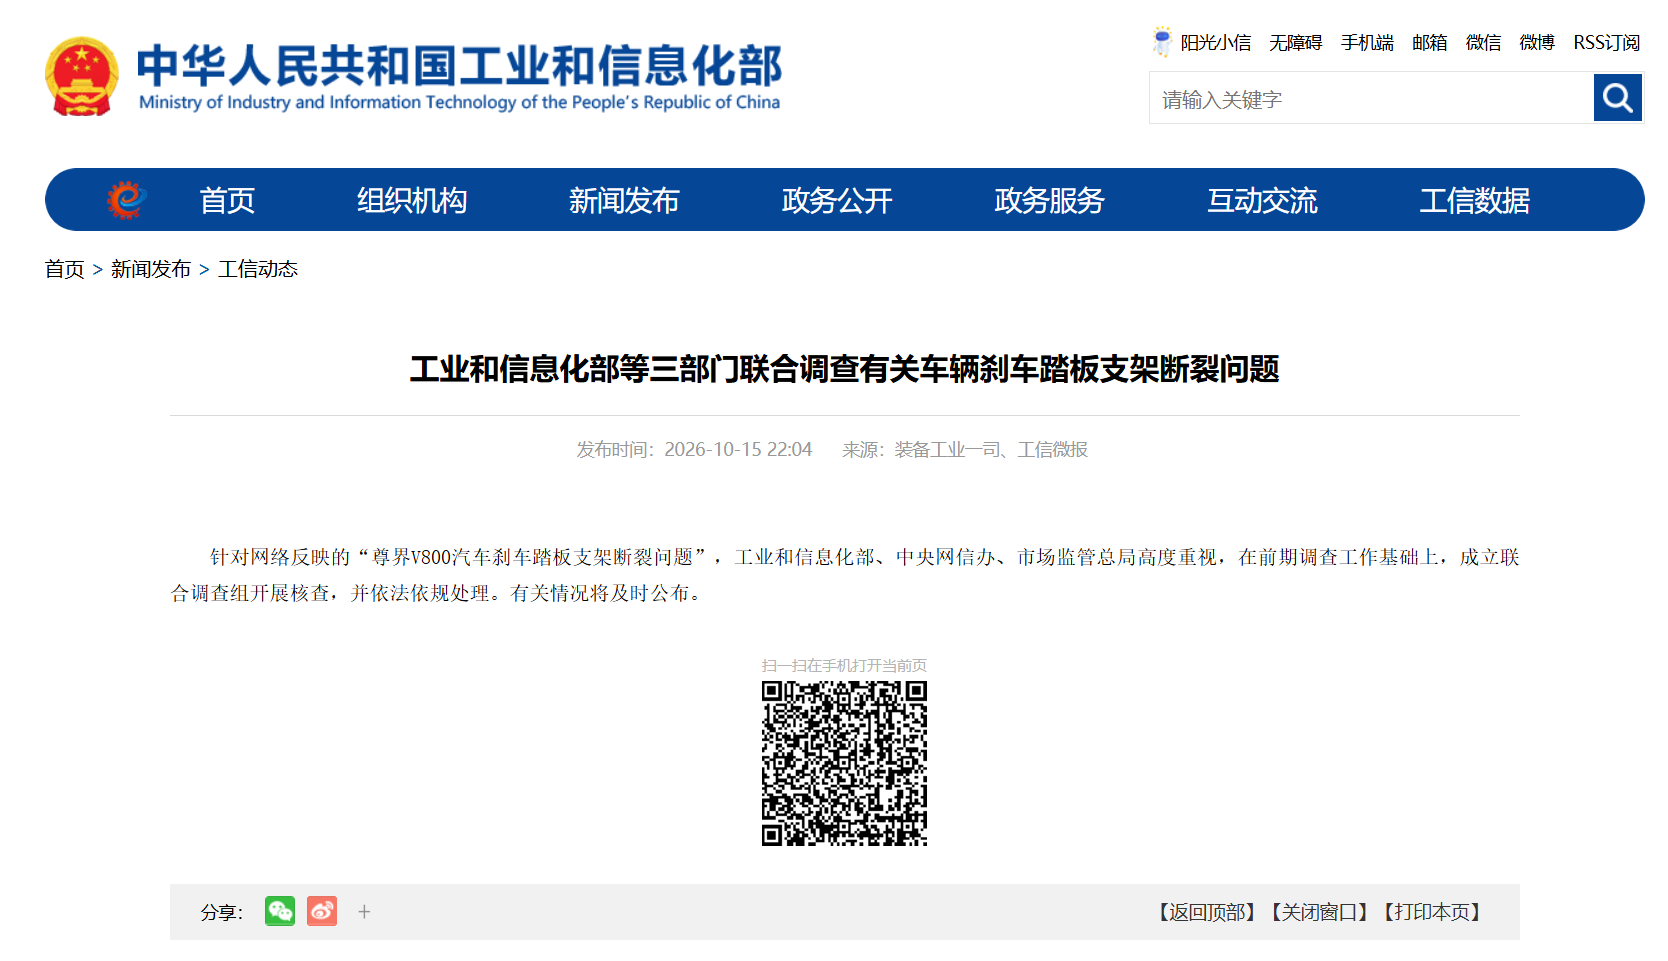 中华人民共和国工业和信息化部
Ministry of Industry and Information Technology of the People's Republic of China
阳光小信 无障碍 手机端 邮箱 微信 微博 RSS订阅
请输入关键字
首页 组织机构 新闻发布 政务公开 政务服务 互动交流 工信数据
首页 > 新闻发布 > 工信动态
工业和信息化部等三部门联合调查有关车辆刹车踏板支架断裂问题
发布时间：2026-10-15 22:04 来源：装备工业一司、工信微报
针对网络反映的“尊界V800汽车刹车踏板支架断裂问题”，工业和信息化部、中央网信办、市场监管总局高度重视，在前期调查工作基础上，成立联
合调查组开展核查，并依法依规处理。有关情况将及时公布。
扫一扫在手机打开当前页
分享： +
【返回顶部】【关闭窗口】【打印本页】